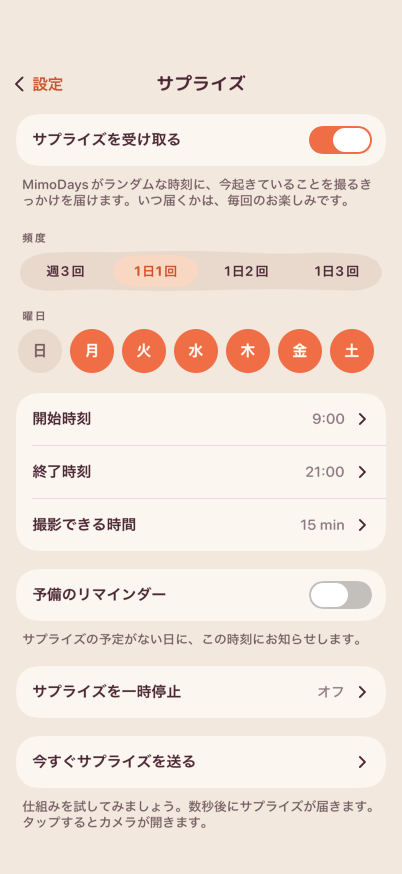 設定
サプライズ
サプライズを受け取る
MimoDaysがランダムな時刻に、今起きていることを撮るき
っかけを届けます。いつ届くかは、毎回のお楽しみです。
頻度
週3回 1日1回 1日2回 1日3回
曜日
日 月 火 水 木 金 土
開始時刻 9:00
終了時刻 21:00
撮影できる時間 15 min
予備のリマインダー
サプライズの予定がない日に、この時刻にお知らせします。
サプライズを一時停止 オフ
今すぐサプライズを送る
仕組みを試してみましょう。数秒後にサプライズが届きます。
タップするとカメラが開きます。